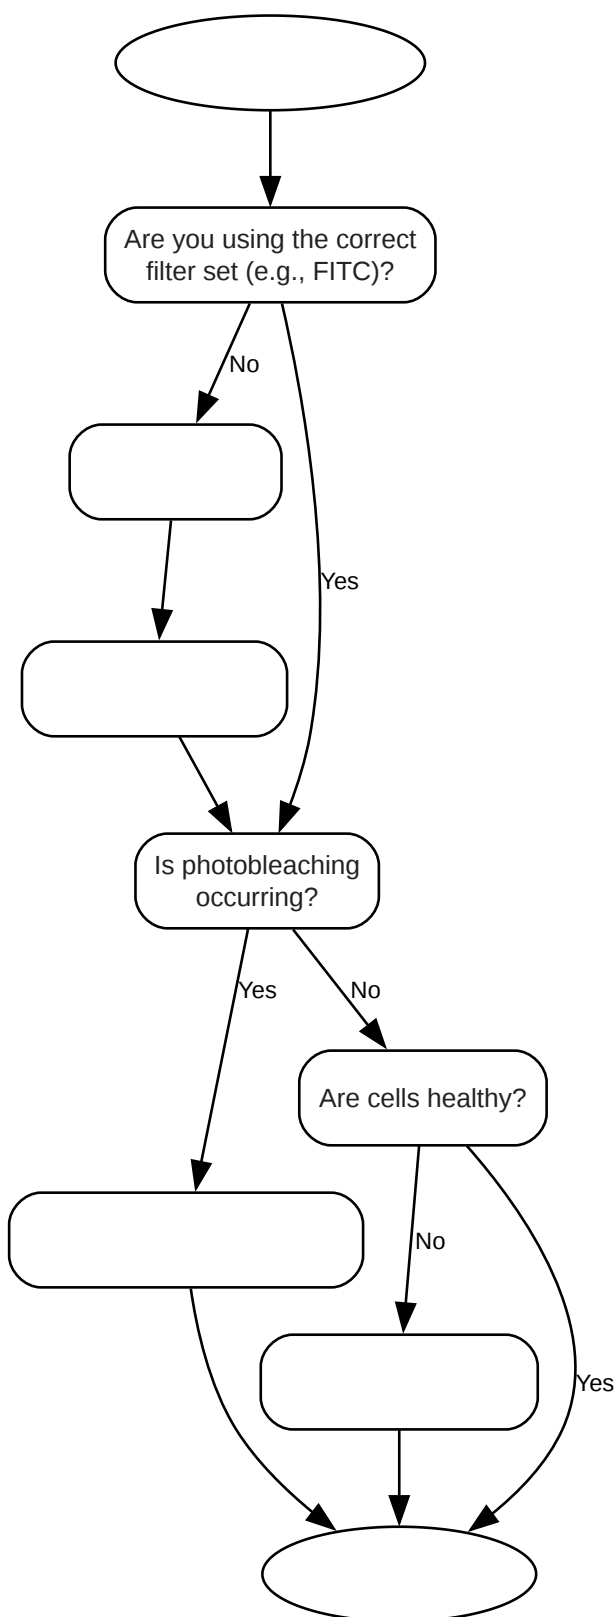 Are you using the correct
filter set (e.g., FITC)?
No
Yes
Is photobleaching
occurring?
Yes
No
Are cells healthy?
No
Yes